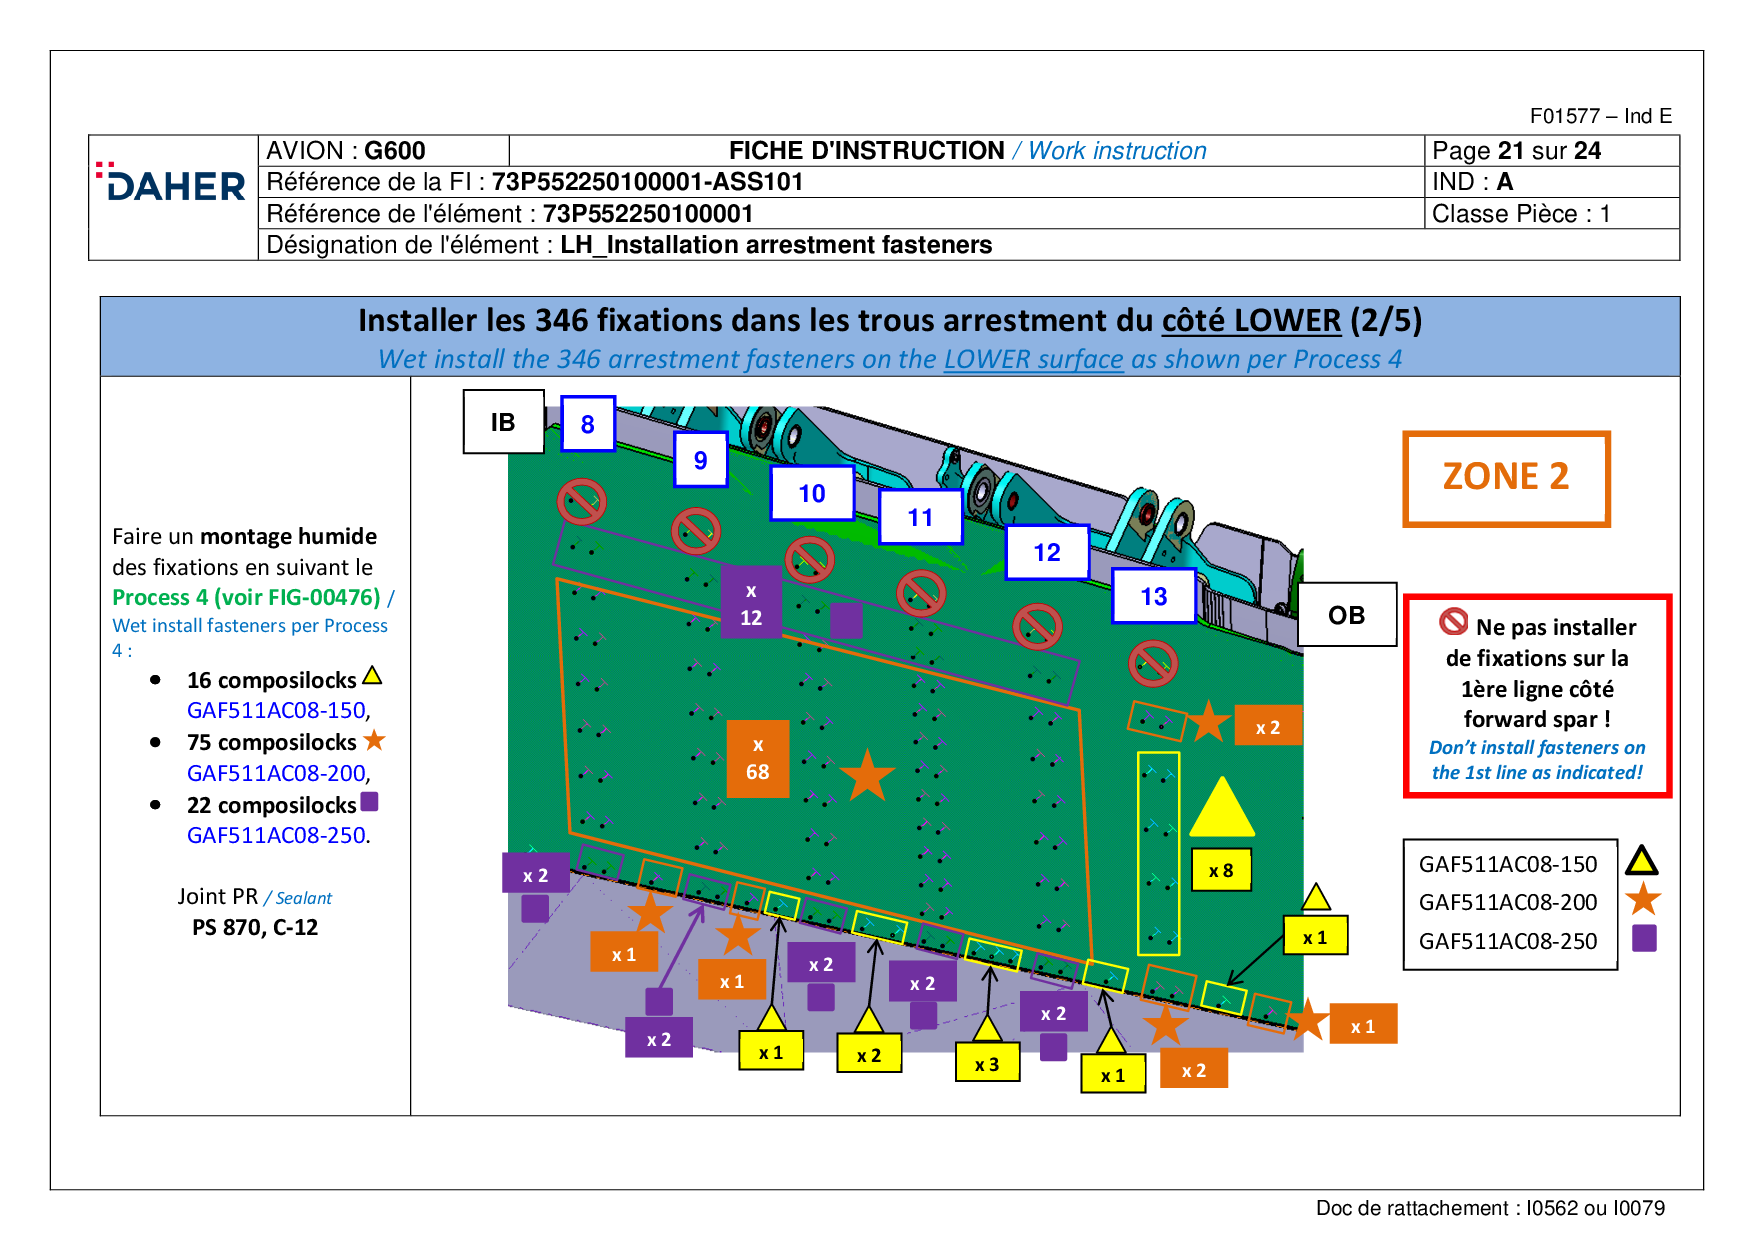 F01577 – Ind E
DAHER
AVION : G600
FICHE D'INSTRUCTION / Work instruction
Page 21 sur 24
Référence de la FI : 73P552250100001-ASS101
IND : A
Référence de l'élément : 73P552250100001
Classe Pièce : 1
Désignation de l'élément : LH_Installation arrestment fasteners
Installer les 346 fixations dans les trous arrestment du côté LOWER (2/5)
Wet install the 346 arrestment fasteners on the LOWER surface as shown per Process 4
Faire un montage humide
des fixations en suivant le
Process 4 (voir FIG-00476) /
Wet install fasteners per Process
4 :
• 16 composilocks
GAF511AC08-150,
• 75 composilocks
GAF511AC08-200,
• 22 composilocks
GAF511AC08-250.
Joint PR / Sealant
PS 870, C-12
IB
8
9
10
11
12
13
OB
x
12
x
68
x 2
x 8
x 1
x 2
x 1
x 1
x 2
x 1
x 2
x 2
x 2
x 3
x 2
x 1
x 2
x 1
ZONE 2
Ne pas installer
de fixations sur la
1ère ligne côté
forward spar !
Don't install fasteners on
the 1st line as indicated!
GAF511AC08-150
GAF511AC08-200
GAF511AC08-250
Doc de rattachement : I0562 ou I0079